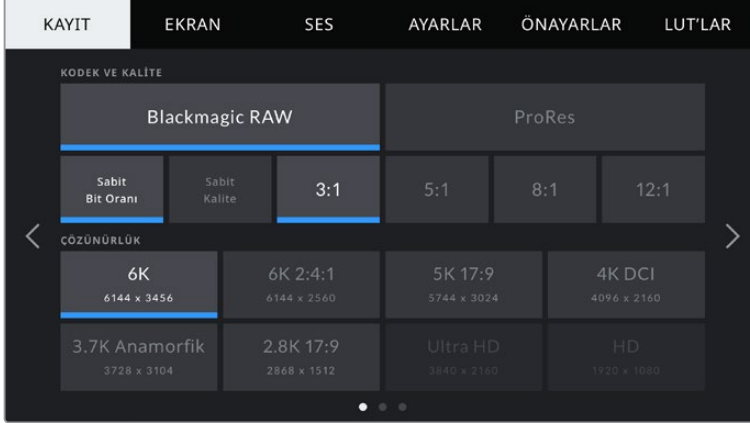 KAYIT EKRAN SES AYARLAR ÖNAYARLAR LUT'LAR
KODEK VE KALİTE
Blackmagic RAW ProRes
Sabit Bit Oranı Sabit Kalite 3:1 5:1 8:1 12:1
ÇÖZÜNÜRLÜK
6K 6K 2:4:1 5K 17:9 4K DCI
6144 x 3456 6144 x 2560 5744 x 3024 4096 x 2160
3.7K Anamorfik 2.8K 17:9 Ultra HD HD
3728 x 3104 2868 x 1512 3840 x 2160 1920 x 1080